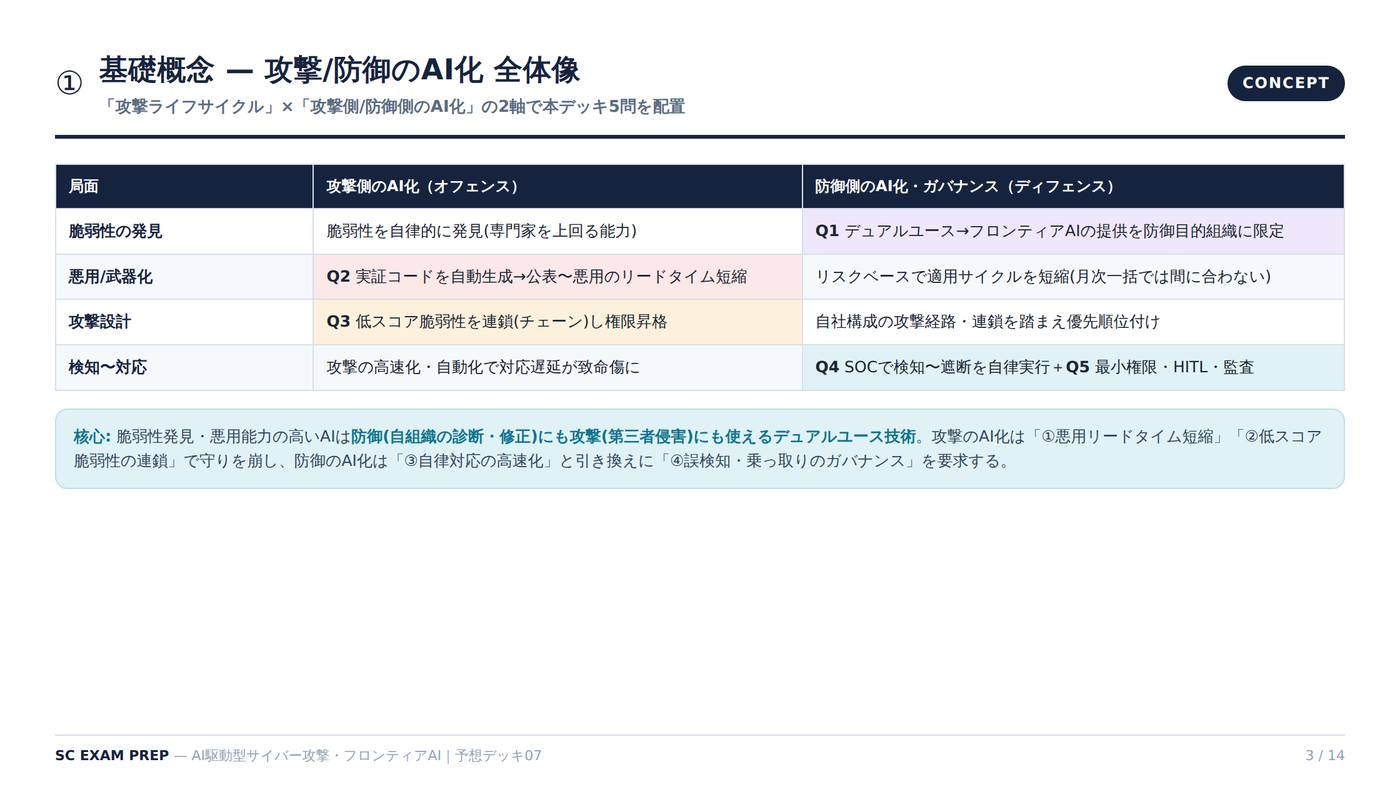 ①
基礎概念 — 攻撃/防御のAI化 全体像
「攻撃ライフサイクル」×「攻撃側/防御側のAI化」の2軸で本デッキ5問を配置
CONCEPT
局面 攻撃側のAI化（オフェンス） 防御側のAI化・ガバナンス（ディフェンス）
脆弱性の発見 脆弱性を自律的に発見(専門家を上回る能力) Q1 デュアルユース→フロンティアAIの提供を防御目的組織に限定
悪用/武器化 Q2 実証コードを自動生成→公表〜悪用のリードタイム短縮 リスクベースで適用サイクルを短縮(月次一括では間に合わない)
攻撃設計 Q3 低スコア脆弱性を連鎖(チェーン)し権限昇格 自社構成の攻撃経路・連鎖を踏まえ優先順位付け
検知〜対応 攻撃の高速化・自動化で対応遅延が致命傷に Q4 SOCで検知〜遮断を自律実行＋Q5 最小権限・HITL・監査
核心: 脆弱性発見・悪用能力の高いAIは防御(自組織の診断・修正)にも攻撃(第三者侵害)にも使えるデュアルユース技術。攻撃のAI化は「①悪用リードタイム短縮」「②低スコア
脆弱性の連鎖」で守りを崩し、防御のAI化は「③自律対応の高速化」と引き換えに「④誤検知・乗っ取りのガバナンス」を要求する。
SC EXAM PREP — AI駆動型サイバー攻撃・フロンティアAI｜予想デッキ07
3 / 14